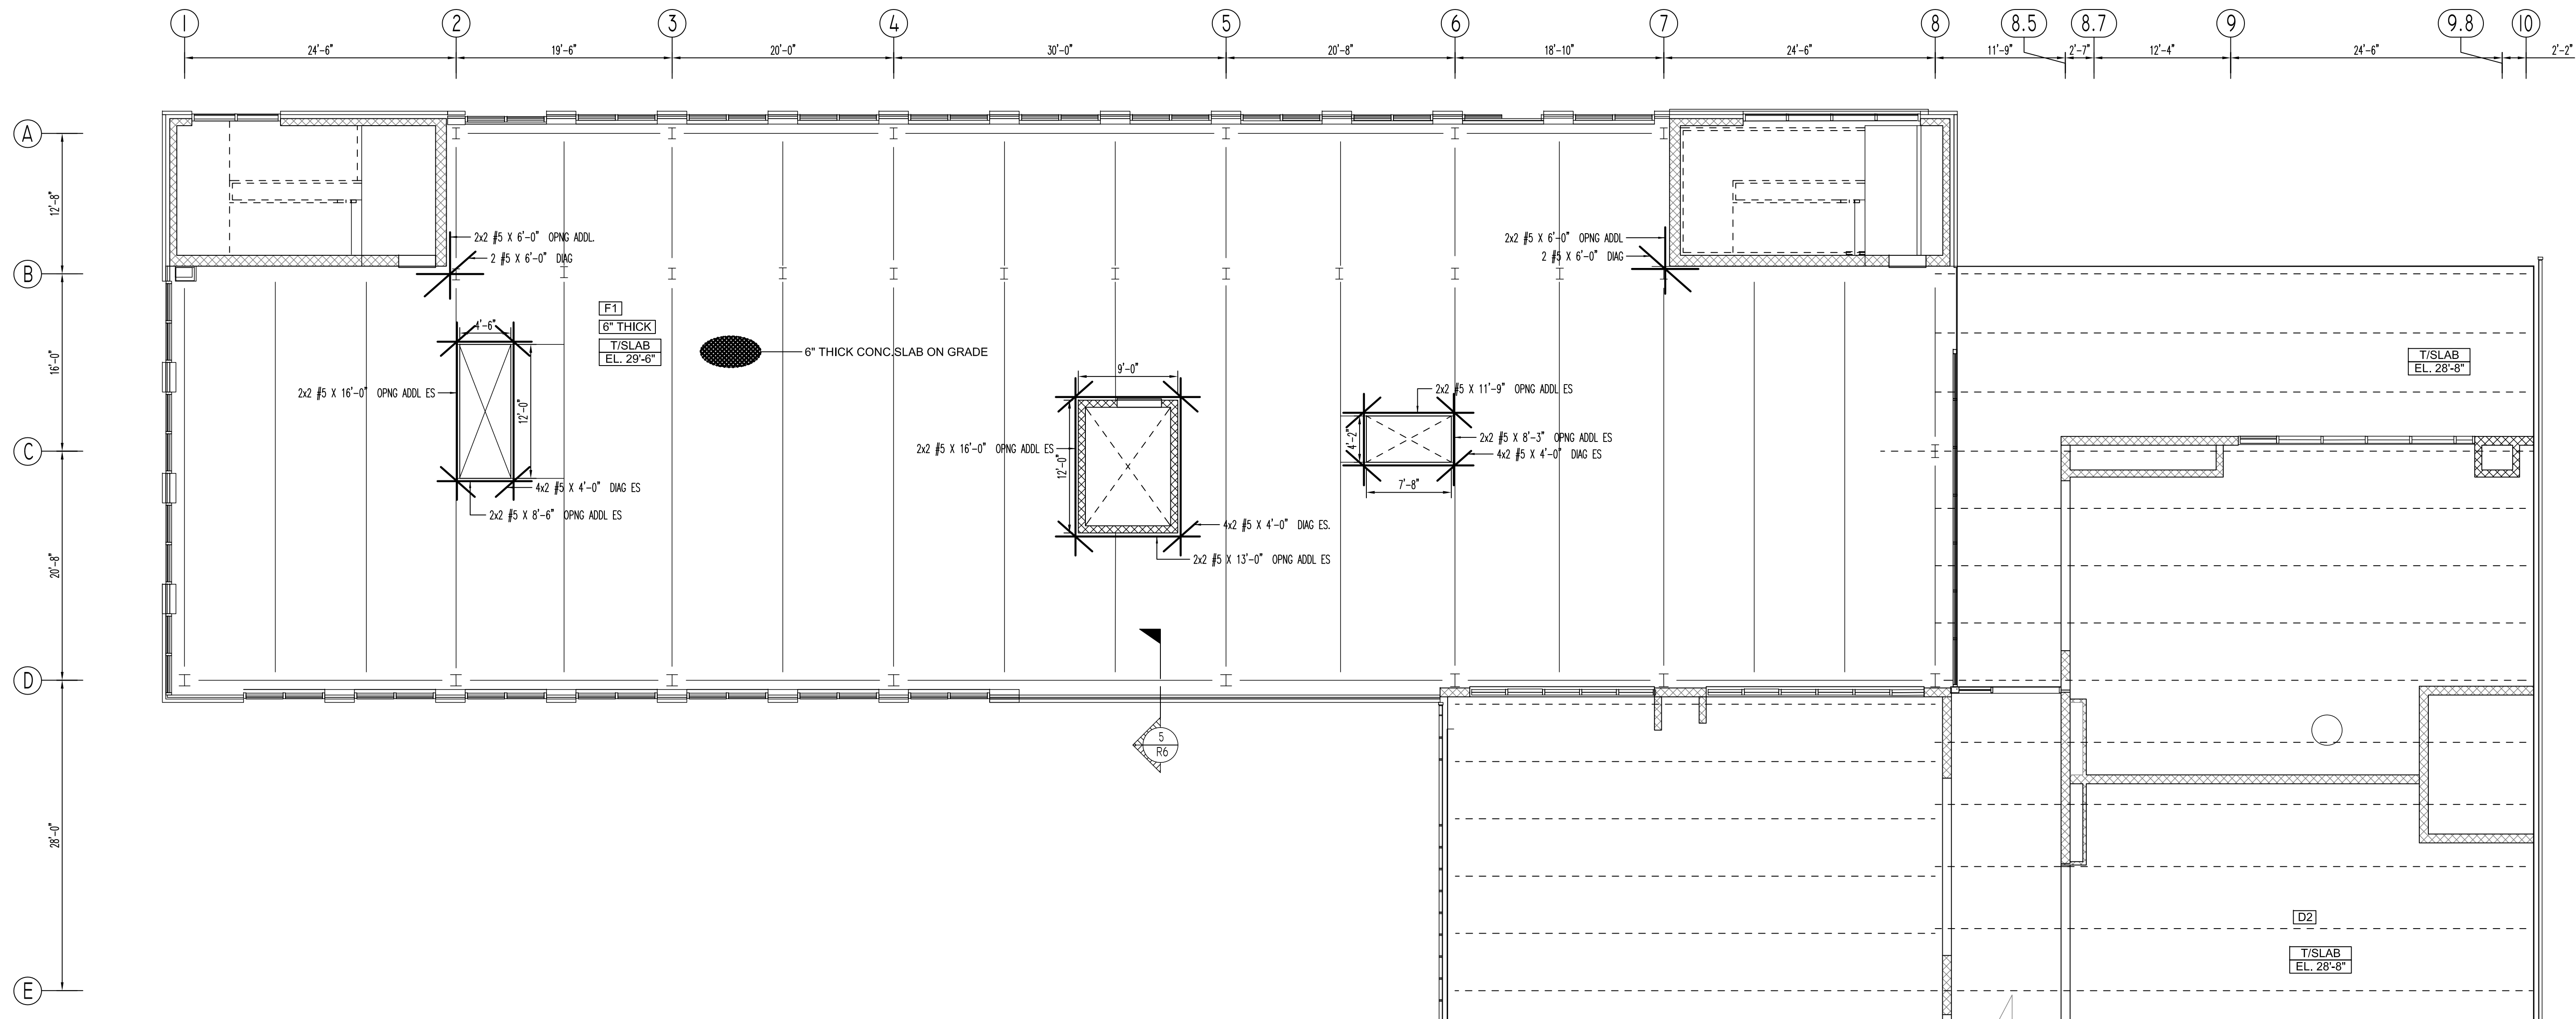 1 2 3 4 5 6 7 8 8.5 8.7 9 9.8 10
24'-6" 19'-6" 20'-0" 30'-0" 20'-8" 18'-10" 24'-6" 11'-9" 2'-7" 12'-4" 24'-6" 2'-2"
A
12'-8"
B
16'-0"
C
20'-8"
D
28'-0"
E
2x2 #5 X 6'-0" OPNG ADDL.
2 #5 X 6'-0" DIAG
2x2 #5 X 6'-0" OPNG ADDL
2 #5 X 6'-0" DIAG
F1
6" THICK
T/SLAB
EL. 29'-6"
6" THICK CONC.SLAB ON GRADE
4'-6"
12'-0"
2x2 #5 X 16'-0" OPNG ADDL ES
4x2 #5 X 4'-0" DIAG ES
2x2 #5 X 8'-6" OPNG ADDL ES
9'-0"
12'-0"
2x2 #5 X 16'-0" OPNG ADDL ES
4x2 #5 X 4'-0" DIAG ES.
2x2 #5 X 13'-0" OPNG ADDL ES
2x2 #5 X 11'-9" OPNG ADDL ES
4'-2"
2x2 #5 X 8'-3" OPNG ADDL ES
4x2 #5 X 4'-0" DIAG ES
7'-8"
T/SLAB
EL. 28'-8"
5
R6
D2
T/SLAB
EL. 28'-8"